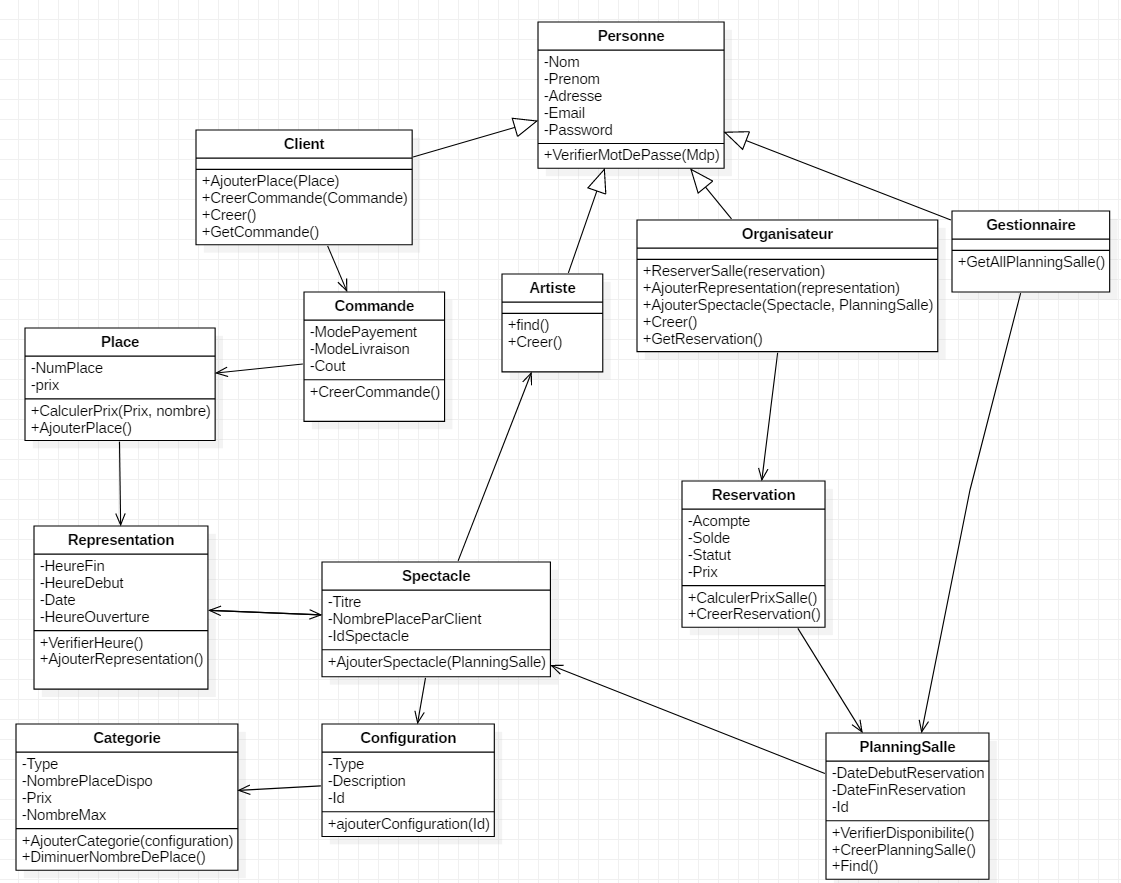 Personne
-Nom
-Prenom
-Adresse
-Email
-Password
+VerifierMotDePasse(Mdp)
Client
+AjouterPlace(Place)
+CreerCommande(Commande)
+Creer()
+GetCommande()
Gestionnaire
+GetAllPlanningSalle()
Organisateur
+ReserverSalle(reservation)
+AjouterRepresentation(representation)
+AjouterSpectacle(Spectacle, PlanningSalle)
+Creer()
+GetReservation()
Artiste
+find()
+Creer()
Commande
-ModePayement
-ModeLivraison
-Cout
+CreerCommande()
Place
-NumPlace
-prix
+CalculerPrix(Prix, nombre)
+AjouterPlace()
Reservation
-Acompte
-Solde
-Statut
-Prix
+CalculerPrixSalle()
+CreerReservation()
Representation
-HeureFin
-HeureDebut
-Date
-HeureOuverture
+VerifierHeure()
+AjouterRepresentation()
Spectacle
-Titre
-NombrePlaceParClient
-IdSpectacle
+AjouterSpectacle(PlanningSalle)
Categorie
-Type
-NombrePlaceDispo
-Prix
-NombreMax
+AjouterCategorie(configuration)
+DiminuerNombreDePlace()
Configuration
-Type
-Description
-Id
+ajouterConfiguration(Id)
PlanningSalle
-DateDebutReservation
-DateFinReservation
-Id
+VerifierDisponibilite()
+CreerPlanningSalle()
+Find()